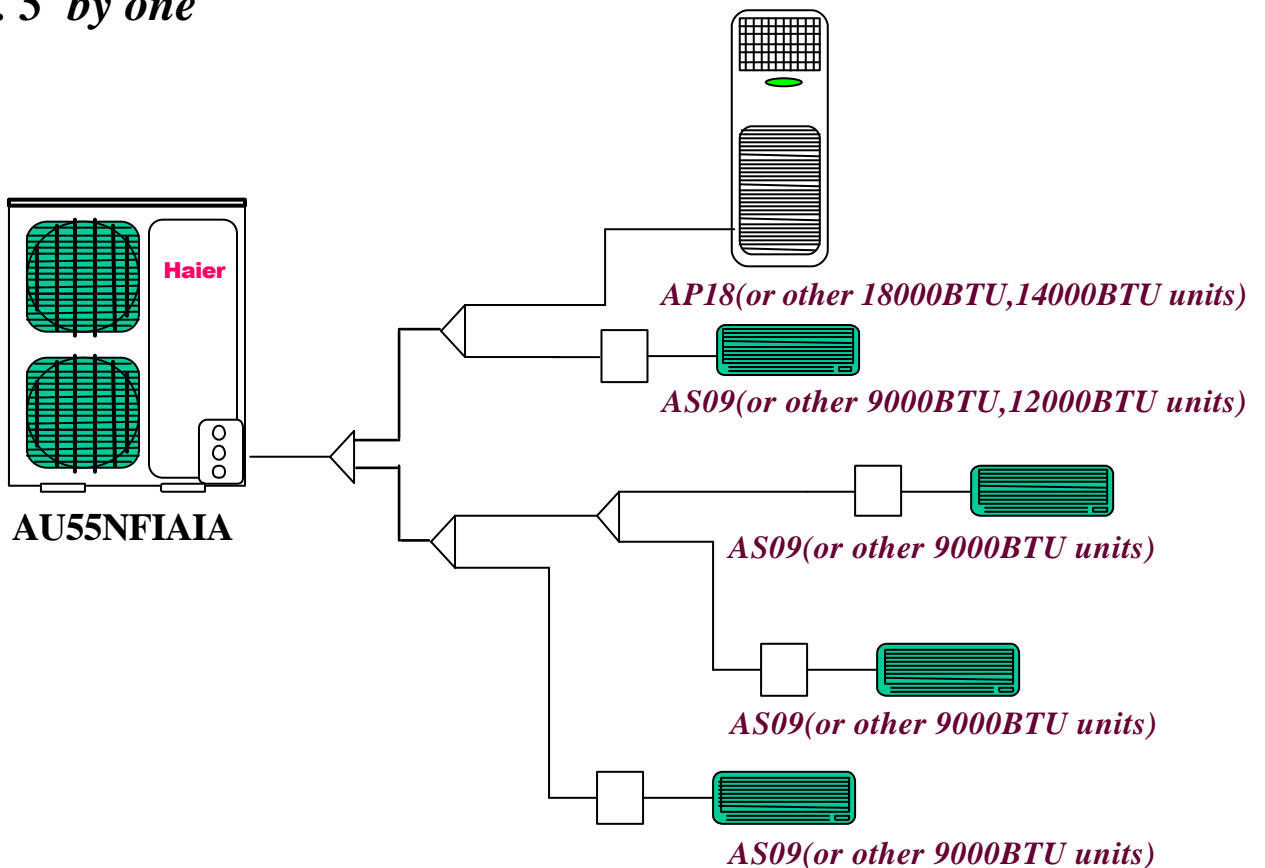 . 5 by one
Haier
AP18(or other 18000BTU,14000BTU units)
AS09(or other 9000BTU,12000BTU units)
AU55NFIAIA
AS09(or other 9000BTU units)
AS09(or other 9000BTU units)
AS09(or other 9000BTU units)